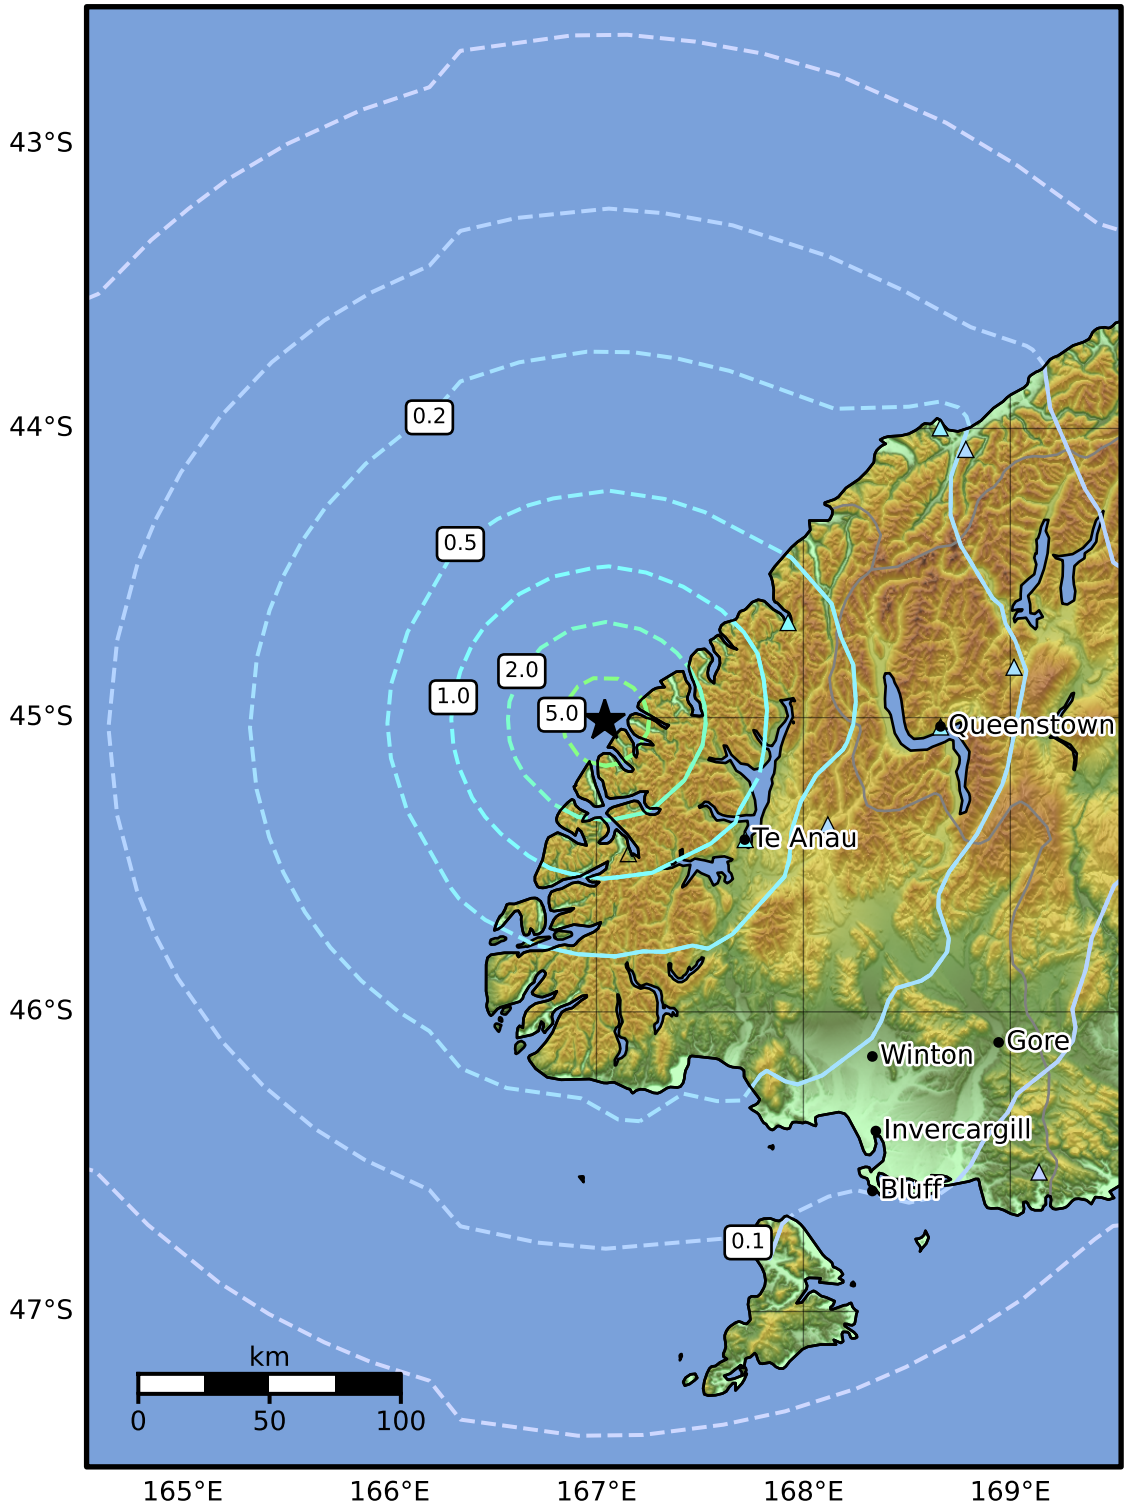 43°S
0.2
44°S
0.5
2.0
1.0
5.0
45°S
Queenstown
Te Anau
46°S
Gore
Winton
Invercargill
Bluff
0.1
47°S
km
0 50 100
165°E 166°E 167°E 168°E 169°E